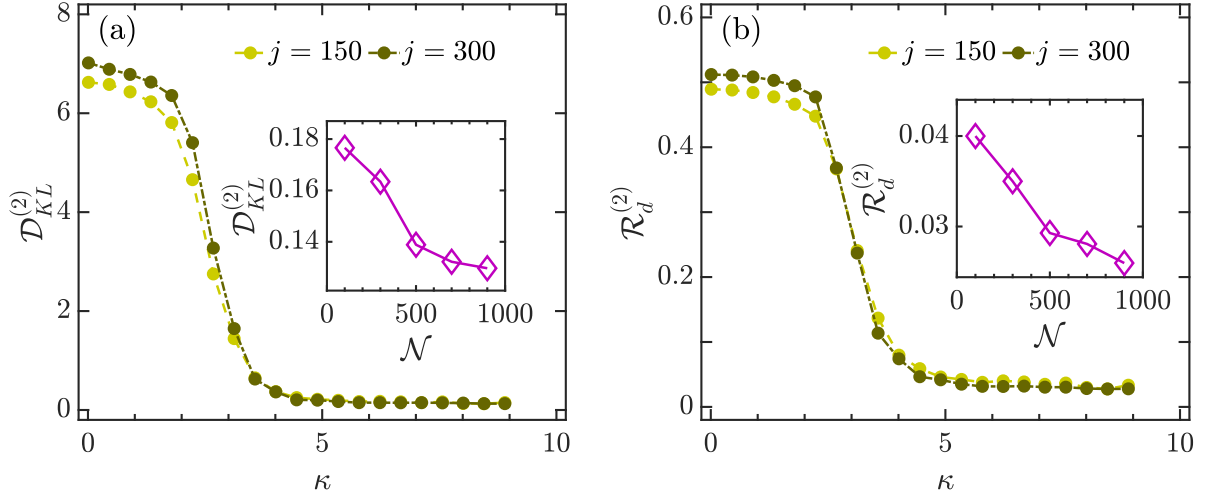 (a)
j = 150 j = 300
8
6
4
2
0
0 5 10
κ
𝒟_{KL}^{(2)}
0.18
0.16
0.14
0 500 1000
𝒩
𝒟_{KL}^{(2)}
(b)
j = 150 j = 300
0.6
0.4
0.2
0
0 5 10
κ
ℛ_d^{(2)}
0.04
0.03
0 500 1000
𝒩
ℛ_d^{(2)}